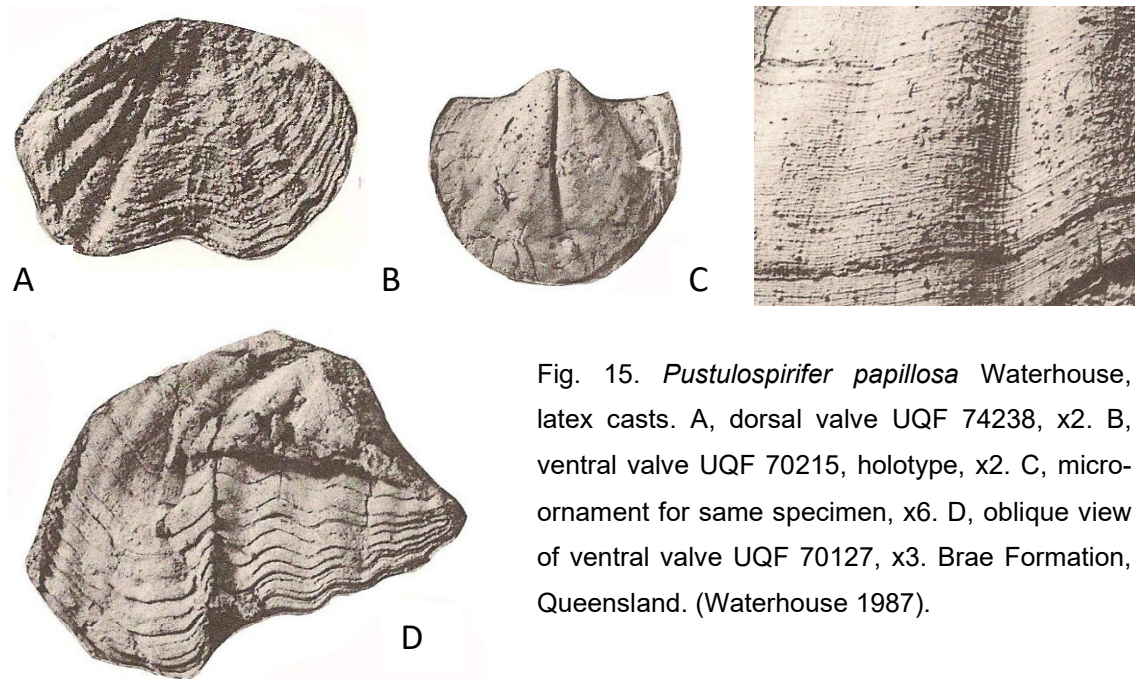 A
B
C
D
Fig. 15. Pustulospirifer papillosa Waterhouse,
latex casts. A, dorsal valve UQF 74238, x2. B,
ventral valve UQF 70215, holotype, x2. C, micro-
ornament for same specimen, x6. D, oblique view
of ventral valve UQF 70127, x3. Brae Formation,
Queensland. (Waterhouse 1987).